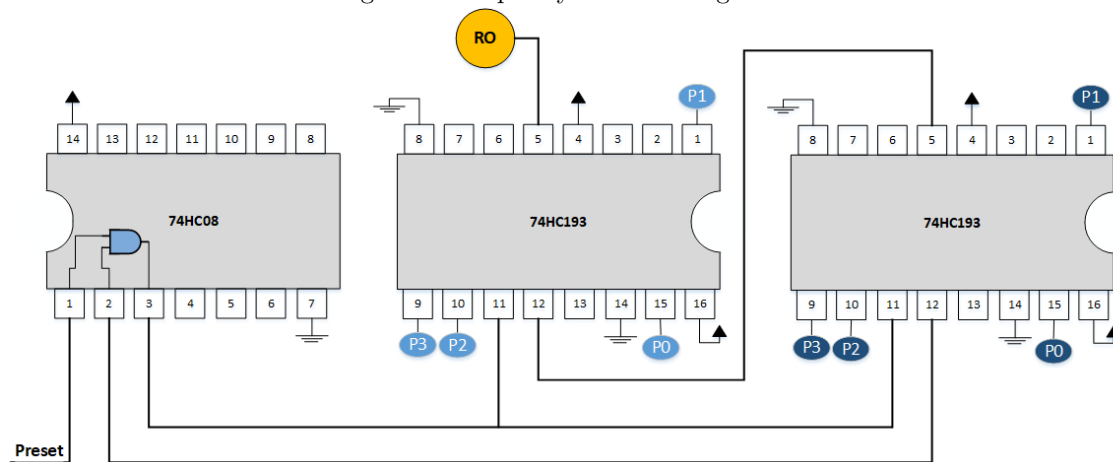 RO
P1
P1
14 13 12 11 10 9 8
8 7 6 5 4 3 2 1
8 7 6 5 4 3 2 1
74HC08
74HC193
74HC193
1 2 3 4 5 6 7
9 10 11 12 13 14 15 16
9 10 11 12 13 14 15 16
P3 P2 P0
P3 P2 P0
Preset